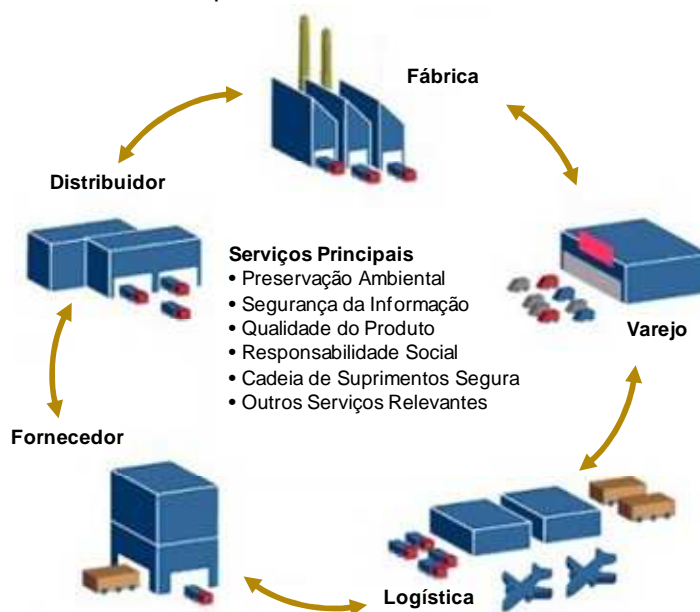 Fábrica
Distribuidor
Serviços Principais
• Preservação Ambiental
• Segurança da Informação
• Qualidade do Produto
• Responsabilidade Social
• Cadeia de Suprimentos Segura
• Outros Serviços Relevantes
Varejo
Fornecedor
Logística